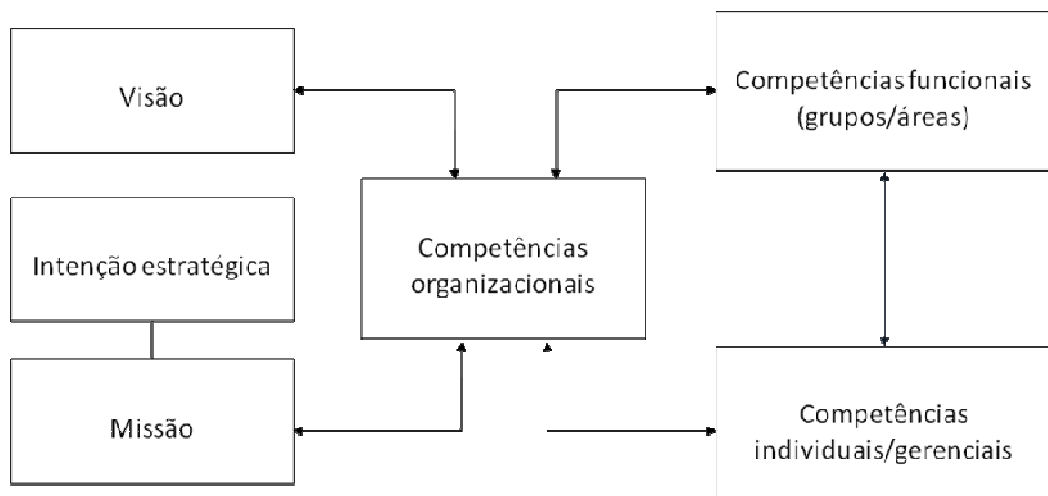 Visão
Intenção estratégica
Missão
Competências
organizacionais
Competências funcionais
(grupos/áreas)
Competências
individuais/gerenciais